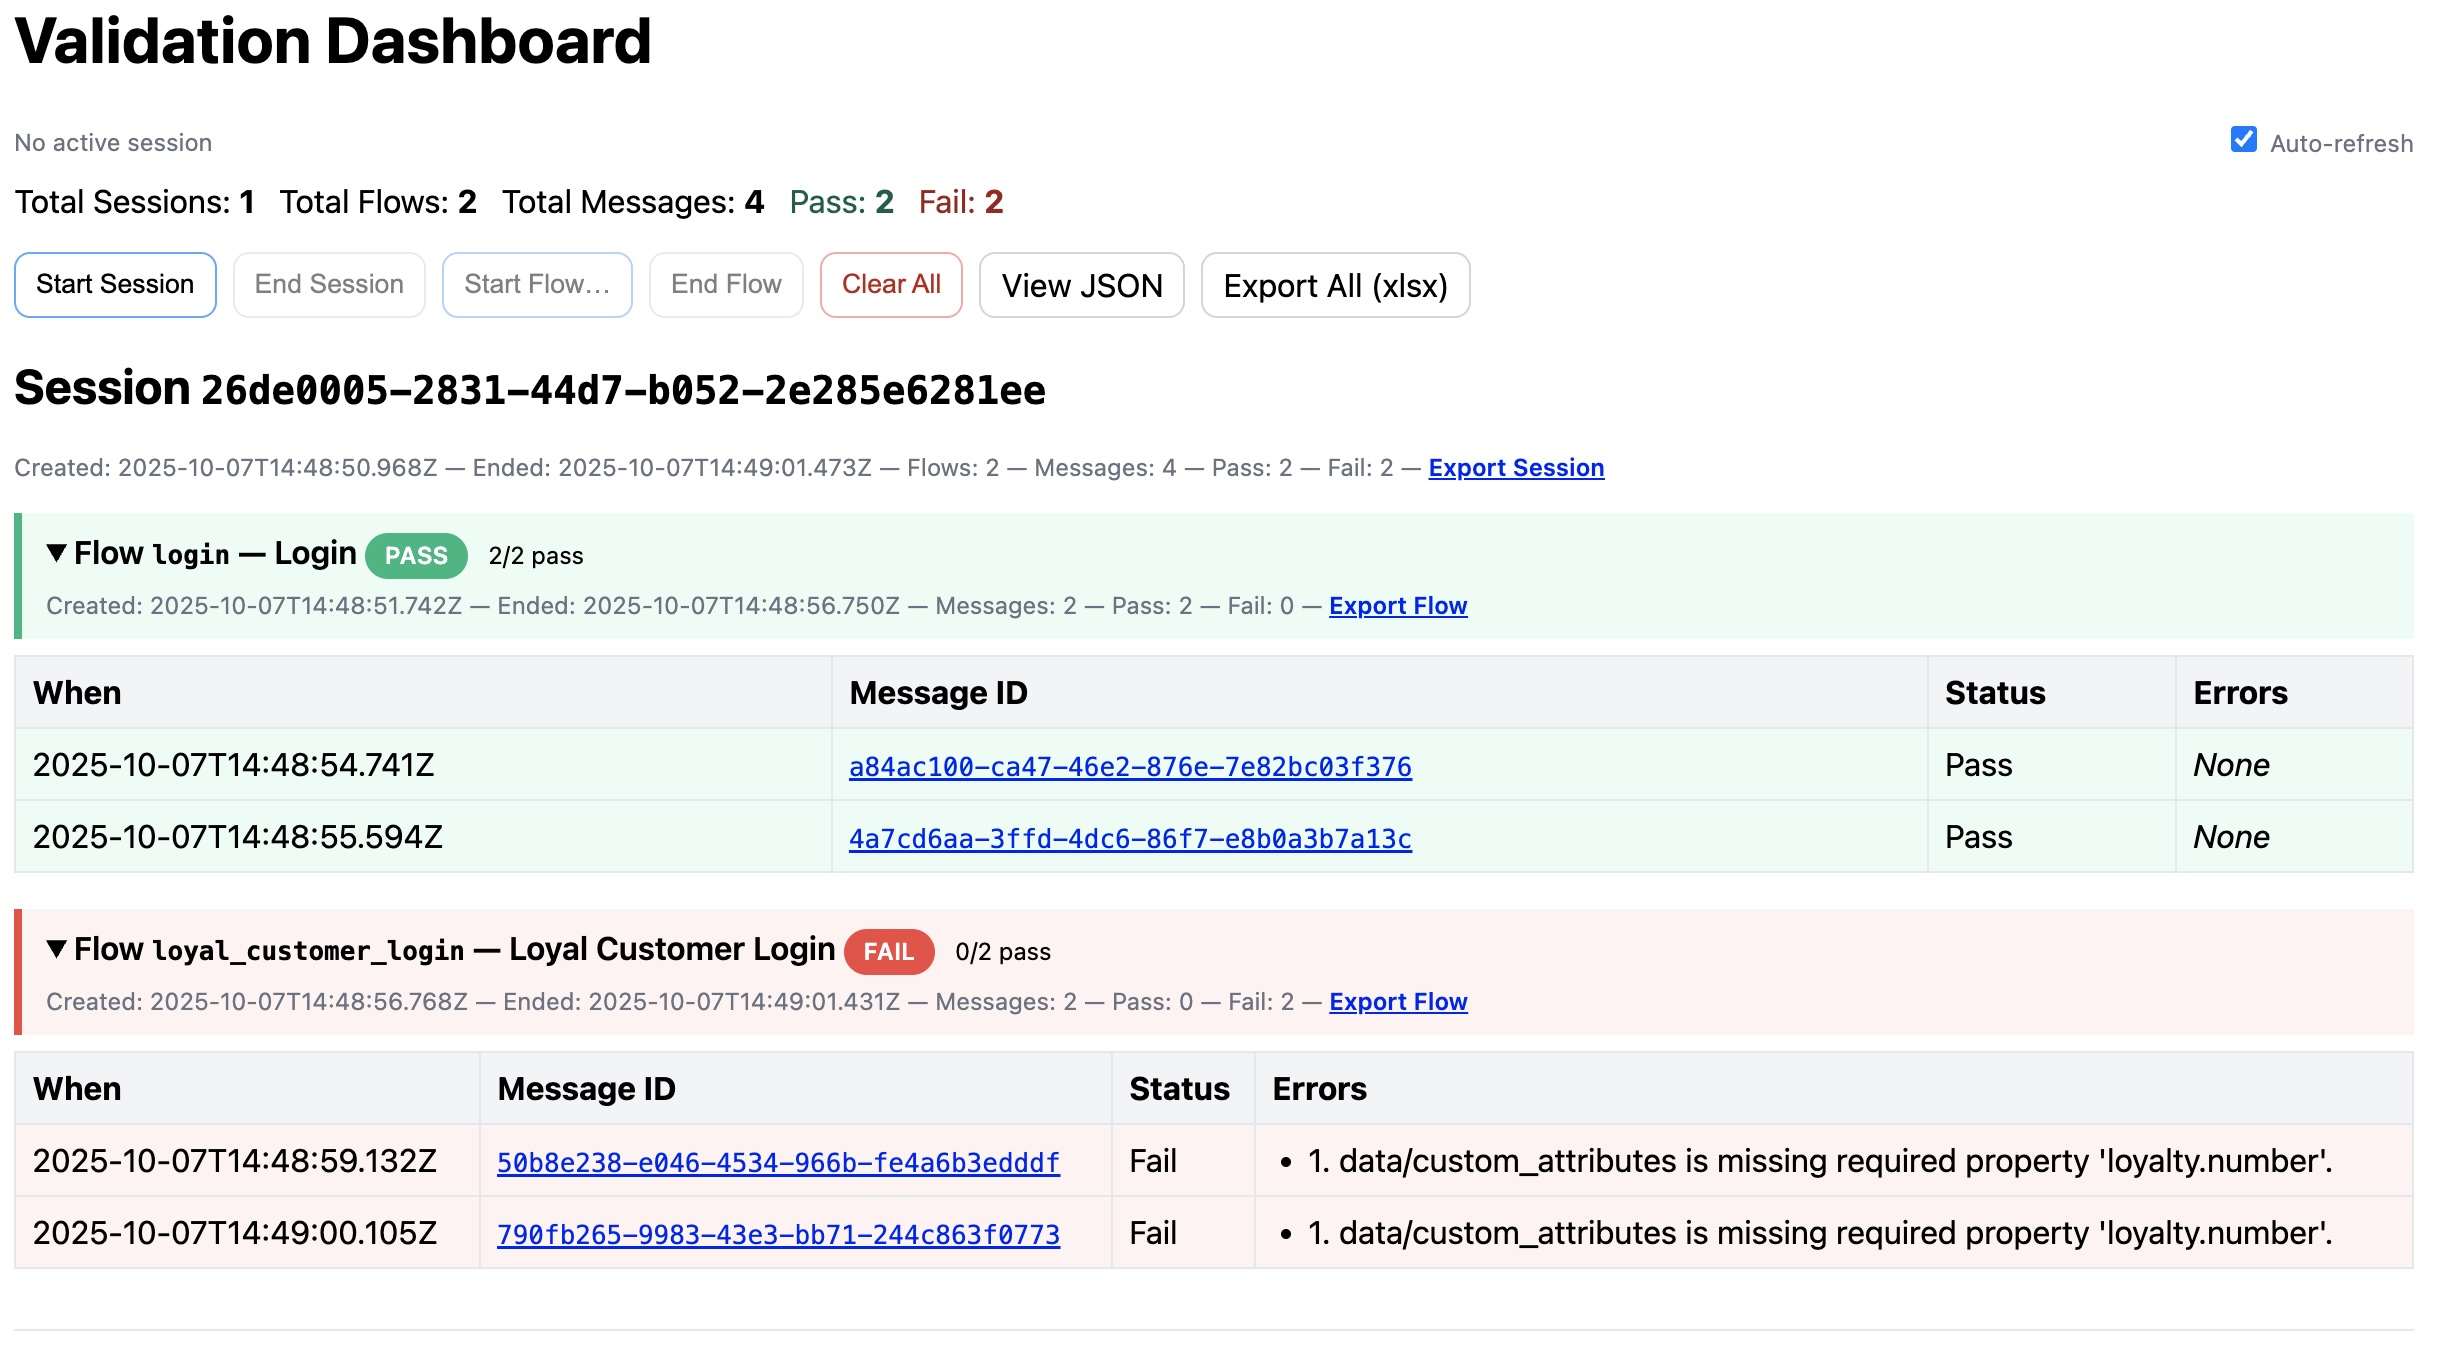 Validation Dashboard
No active session
Auto-refresh
Total Sessions: 1 Total Flows: 2 Total Messages: 4 Pass: 2 Fail: 2
Start Session End Session Start Flow… End Flow Clear All View JSON Export All (xlsx)
Session 26de0005-2831-44d7-b052-2e285e6281ee
Created: 2025-10-07T14:48:50.968Z — Ended: 2025-10-07T14:49:01.473Z — Flows: 2 — Messages: 4 — Pass: 2 — Fail: 2 — Export Session
▼ Flow login — Login PASS 2/2 pass
Created: 2025-10-07T14:48:51.742Z — Ended: 2025-10-07T14:48:56.750Z — Messages: 2 — Pass: 2 — Fail: 0 — Export Flow
When Message ID Status Errors
2025-10-07T14:48:54.741Z a84ac100-ca47-46e2-876e-7e82bc03f376 Pass None
2025-10-07T14:48:55.594Z 4a7cd6aa-3ffd-4dc6-86f7-e8b0a3b7a13c Pass None
▼ Flow loyal_customer_login — Loyal Customer Login FAIL 0/2 pass
Created: 2025-10-07T14:48:56.768Z — Ended: 2025-10-07T14:49:01.431Z — Messages: 2 — Pass: 0 — Fail: 2 — Export Flow
When Message ID Status Errors
2025-10-07T14:48:59.132Z 50b8e238-e046-4534-966b-fe4a6b3edddf Fail • 1. data/custom_attributes is missing required property 'loyalty.number'.
2025-10-07T14:49:00.105Z 790fb265-9983-43e3-bb71-244c863f0773 Fail • 1. data/custom_attributes is missing required property 'loyalty.number'.